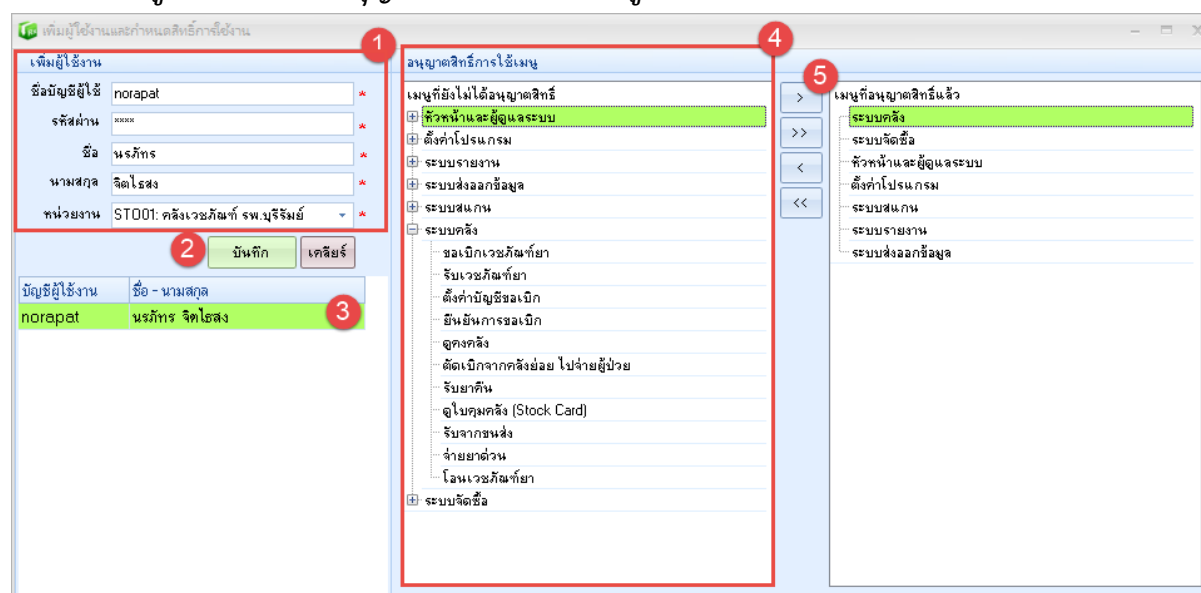 เพิ่มผู้ใช้งานและกำหนดสิทธิ์การใช้งาน
1
เพิ่มผู้ใช้งาน
ชื่อบัญชีผู้ใช้ norapat *
รหัสผ่าน **** *
ชื่อ นรภัทร *
นามสกุล จิตไธสง *
หน่วยงาน ST001: คลังเวชภัณฑ์ รพ.บุรีรัมย์ *
2 บันทึก เคลียร์
บัญชีผู้ใช้งาน ชื่อ - นามสกุล
norapat นรภัทร จิตไธสง 3
4
อนุญาตสิทธิ์การใช้เมนู
เมนูที่ยังไม่ได้อนุญาตสิทธิ์
หัวหน้าและผู้ดูแลระบบ
ตั้งค่าโปรแกรม
ระบบรายงาน
ระบบส่งออกข้อมูล
ระบบสแกน
ระบบคลัง
ขอเบิกเวชภัณฑ์ยา
รับเวชภัณฑ์ยา
ตั้งค่าบัญชีขอเบิก
ยืนยันการขอเบิก
ดูคงคลัง
ตัดเบิกจากคลังย่อย ไปจ่ายผู้ป่วย
รับยาคืน
ดูใบคุมคลัง (Stock Card)
รับจากขนส่ง
จ่ายยาด่วน
โอนเวชภัณฑ์ยา
ระบบจัดซื้อ
5
>
>>
<
<<
เมนูที่อนุญาตสิทธิ์แล้ว
ระบบคลัง
ระบบจัดซื้อ
หัวหน้าและผู้ดูแลระบบ
ตั้งค่าโปรแกรม
ระบบสแกน
ระบบรายงาน
ระบบส่งออกข้อมูล